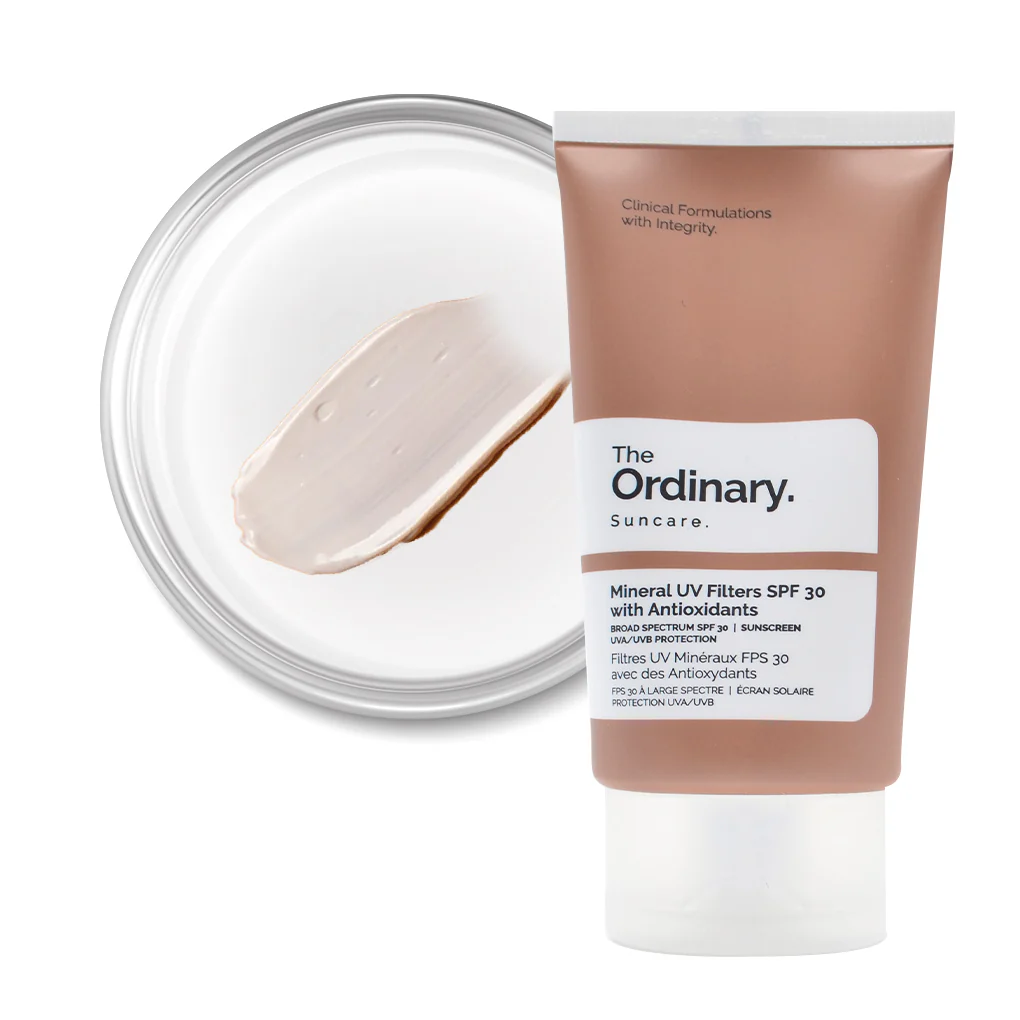 Clinical Formulations
with Integrity.
The
Ordinary.
Suncare.
Mineral UV Filters SPF 30
with Antioxidants
BROAD SPECTRUM SPF 30 | SUNSCREEN
UVA/UVB PROTECTION
Filtres UV Minéraux FPS 30
avec des Antioxydants
FPS 30 À LARGE SPECTRE | ÉCRAN SOLAIRE
PROTECTION UVA/UVB